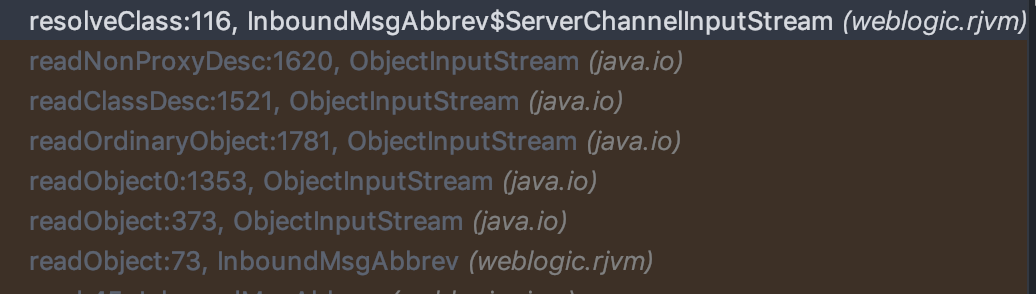 resolveClass:116, InboundMsgAbbrev$ServerChannelInputStream (weblogic.rjvm)
readNonProxyDesc:1620, ObjectInputStream (java.io)
readClassDesc:1521, ObjectInputStream (java.io)
readOrdinaryObject:1781, ObjectInputStream (java.io)
readObject0:1353, ObjectInputStream (java.io)
readObject:373, ObjectInputStream (java.io)
readObject:73, InboundMsgAbbrev (weblogic.rjvm)